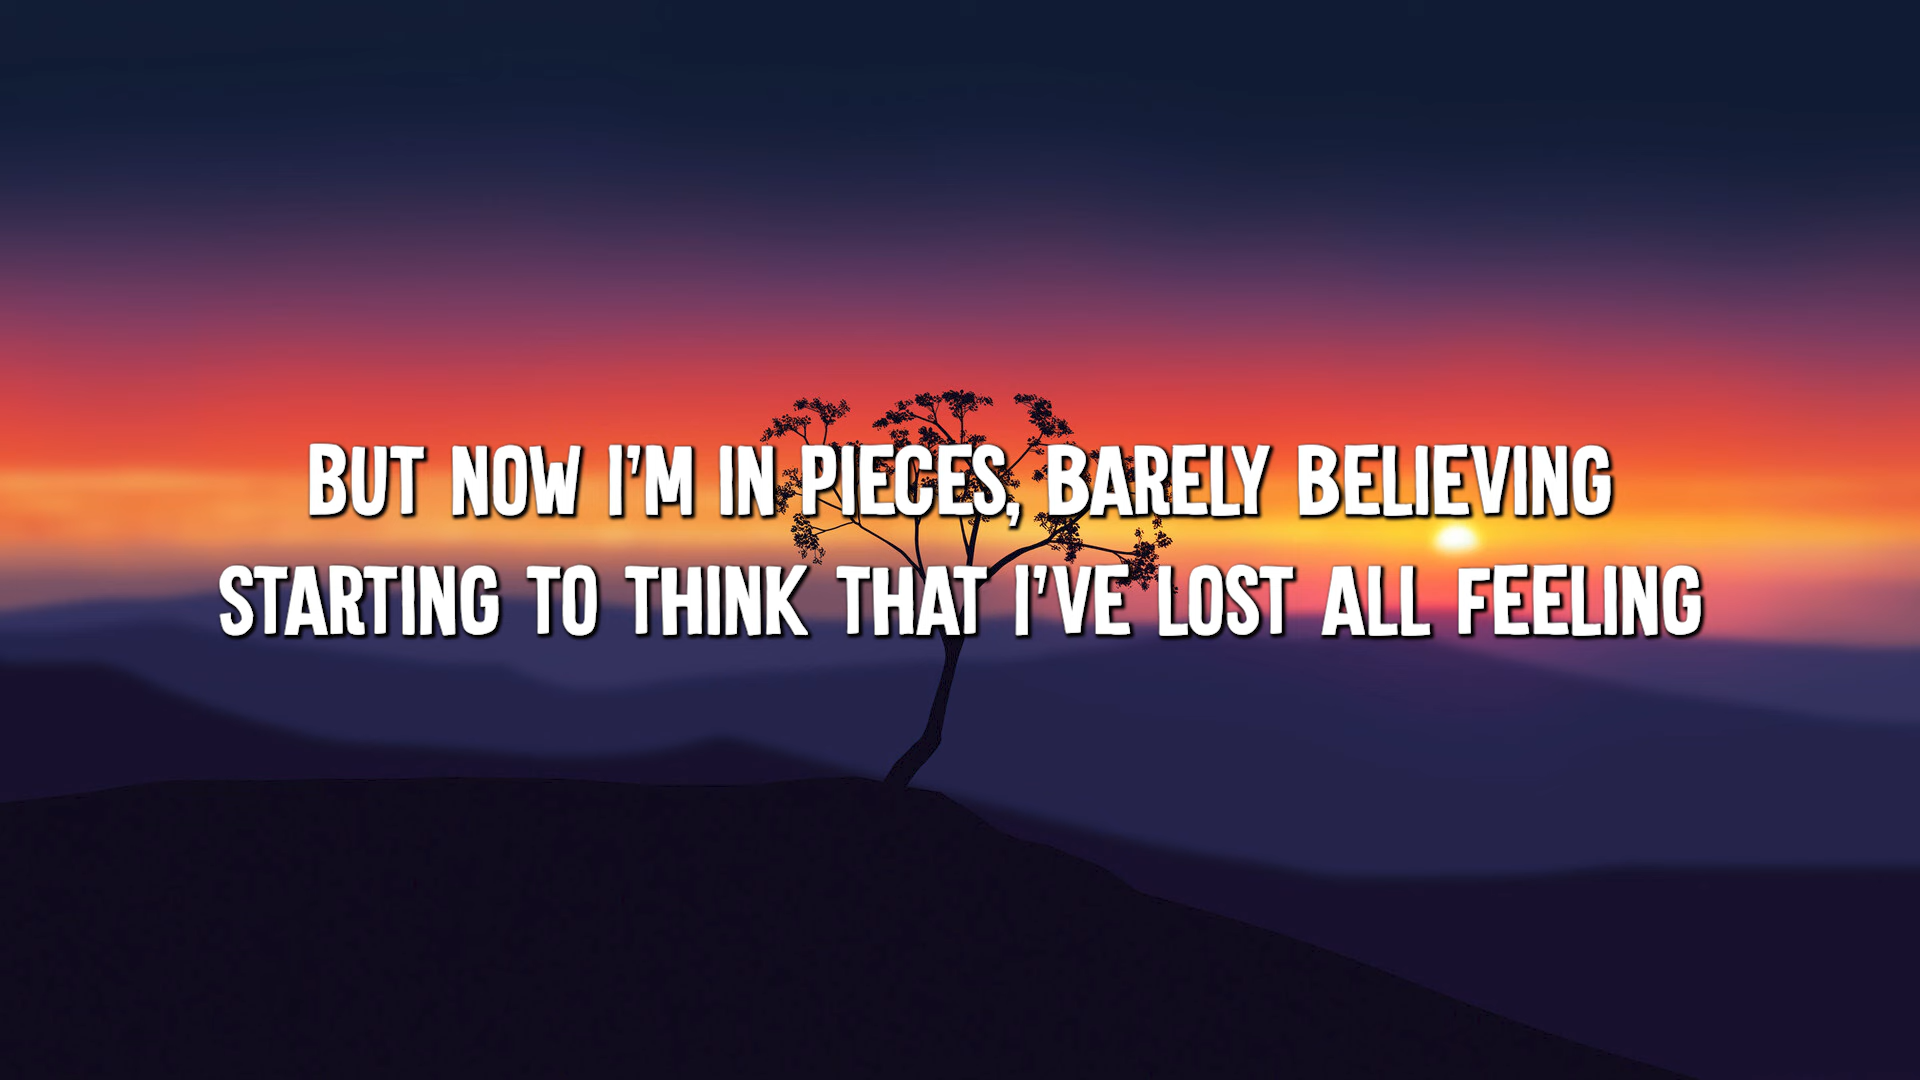 BUT NOW I'M IN PIECES, BARELY BELIEVING
STARTING TO THINK THAT I'VE LOST ALL FEELING